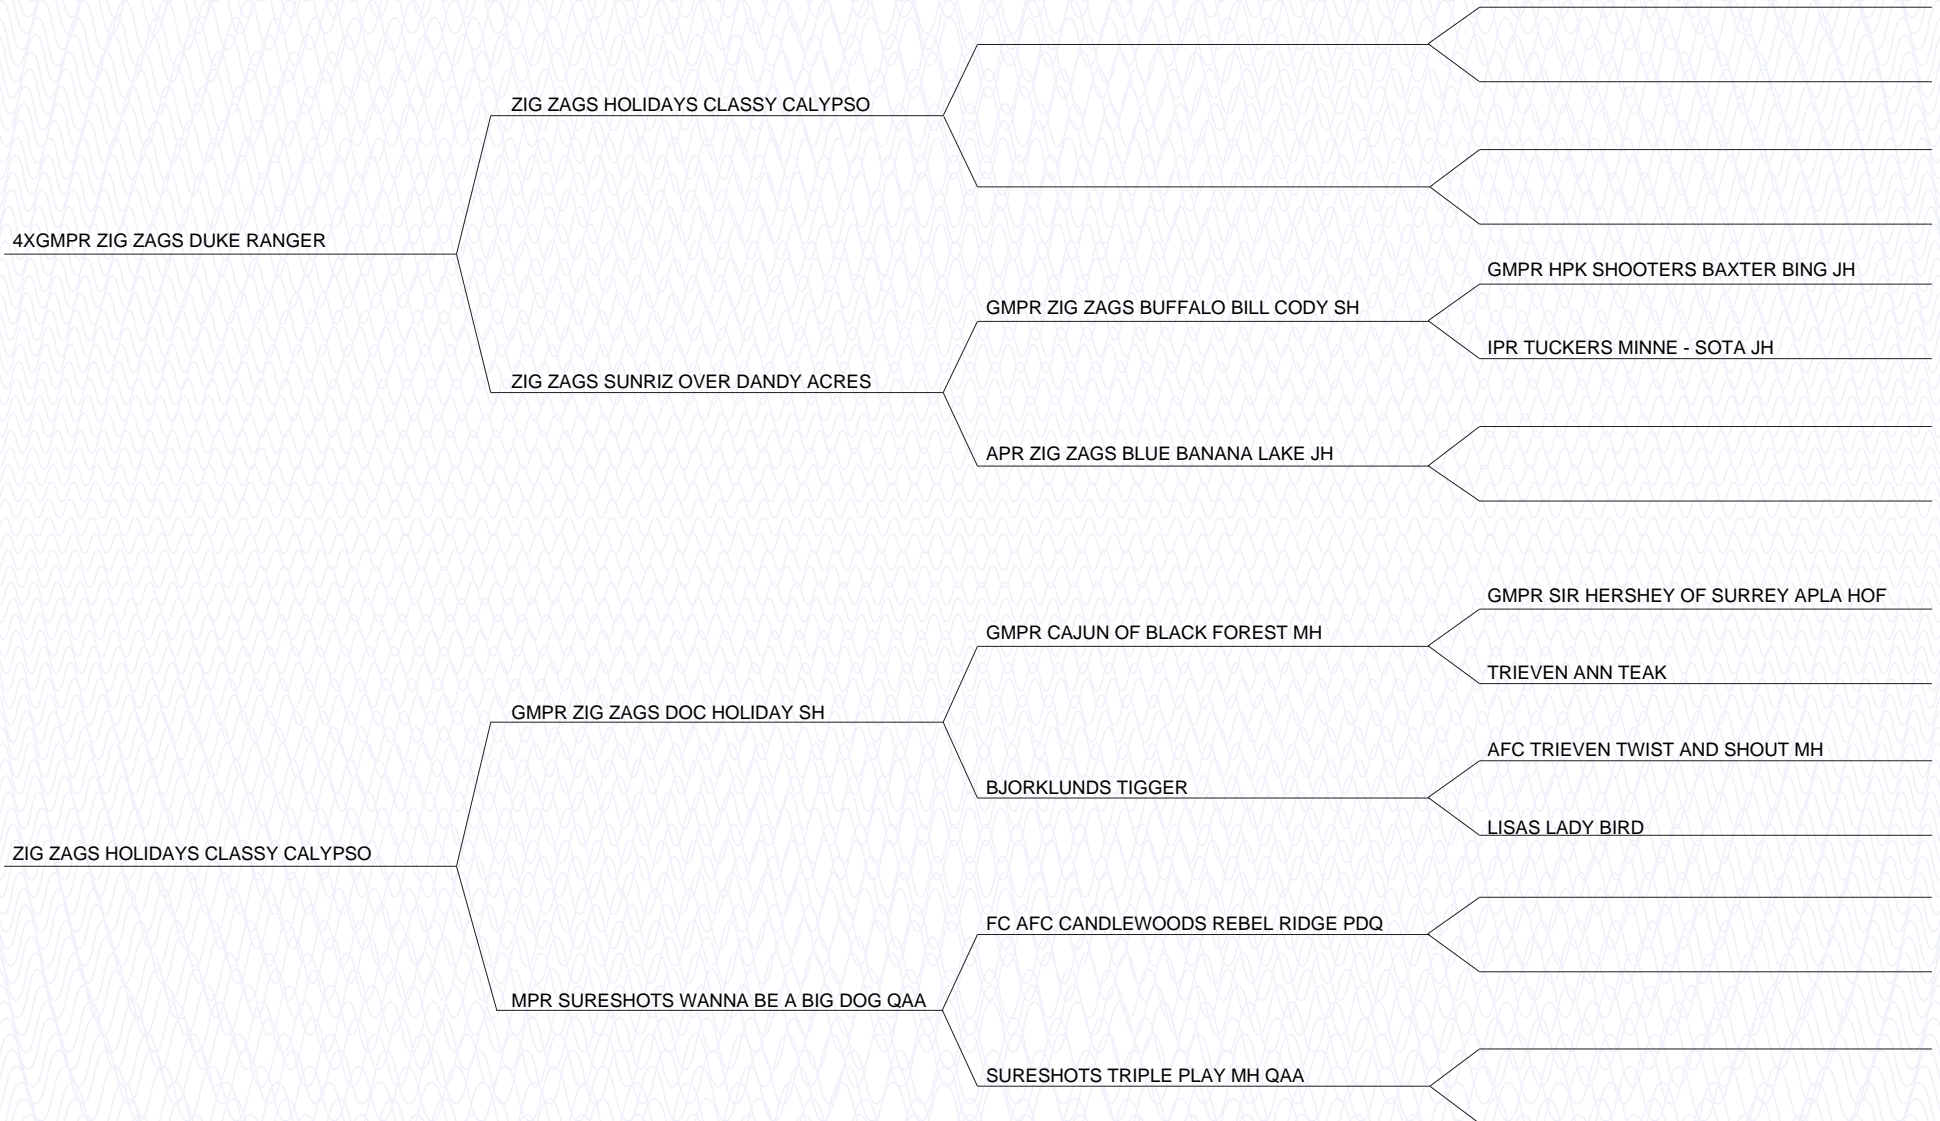 ZIG ZAGS HOLIDAYS CLASSY CALYPSO
4XGMPR ZIG ZAGS DUKE RANGER
GMPR HPK SHOOTERS BAXTER BING JH
GMPR ZIG ZAGS BUFFALO BILL CODY SH
IPR TUCKERS MINNE - SOTA JH
ZIG ZAGS SUNRIZ OVER DANDY ACRES
APR ZIG ZAGS BLUE BANANA LAKE JH
GMPR SIR HERSHEY OF SURREY APLA HOF
GMPR CAJUN OF BLACK FOREST MH
TRIEVEN ANN TEAK
GMPR ZIG ZAGS DOC HOLIDAY SH
AFC TRIEVEN TWIST AND SHOUT MH
BJORKLUNDS TIGGER
LISAS LADY BIRD
ZIG ZAGS HOLIDAYS CLASSY CALYPSO
FC AFC CANDLEWOODS REBEL RIDGE PDQ
MPR SURESHOTS WANNA BE A BIG DOG QAA
SURESHOTS TRIPLE PLAY MH QAA